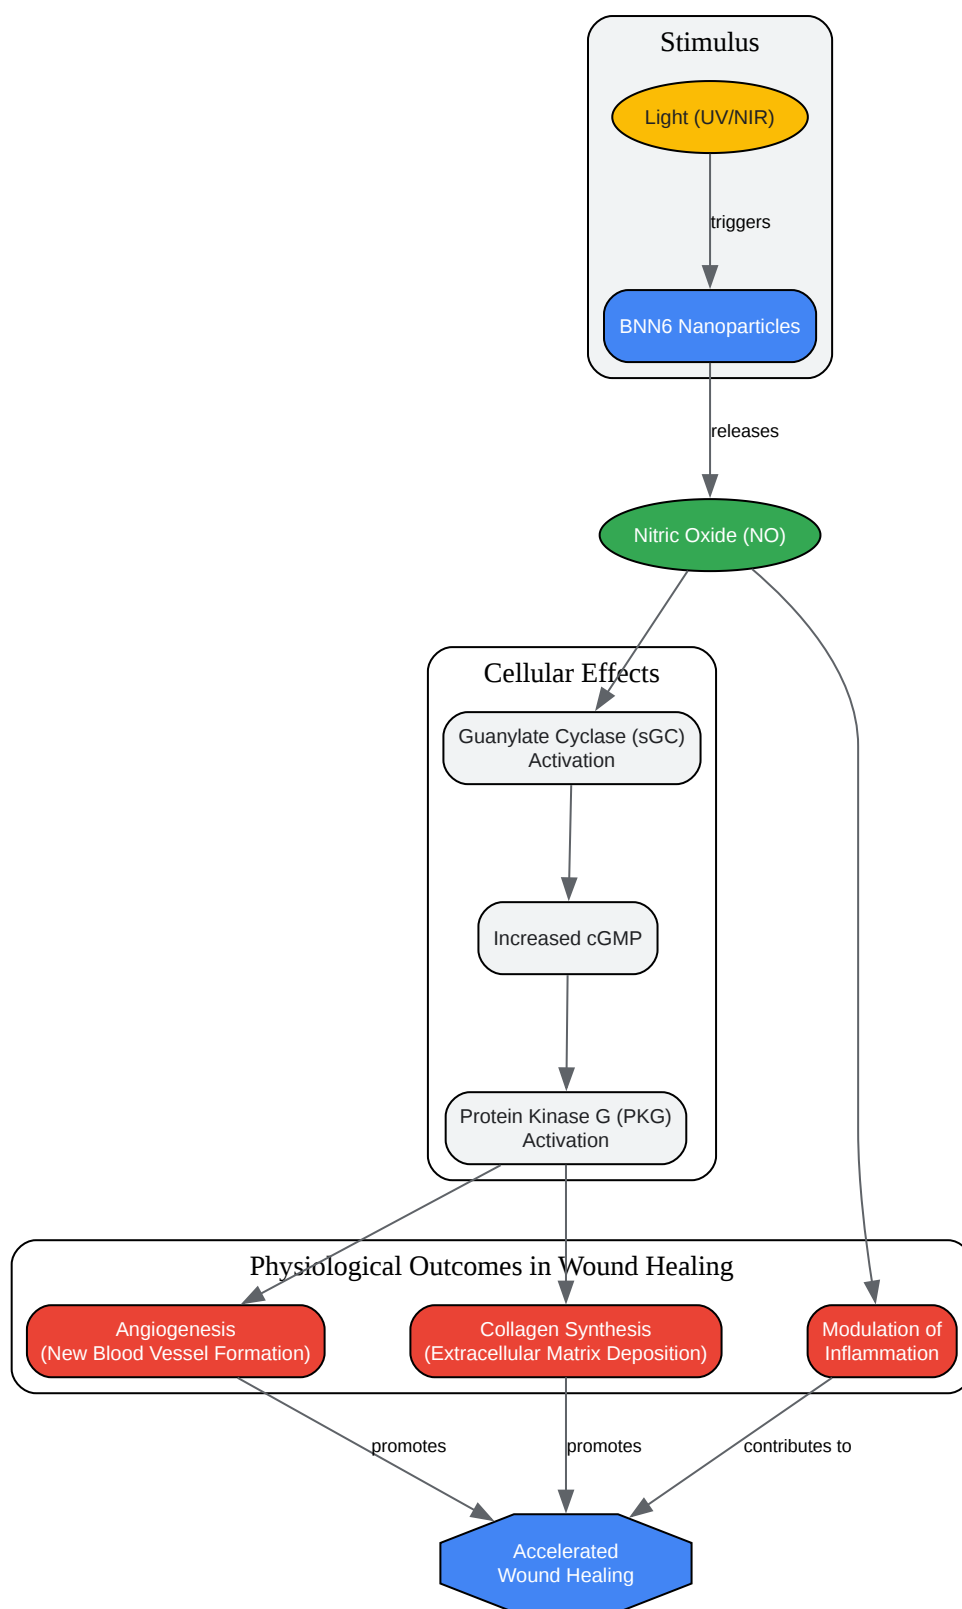 Stimulus
Light (UV/NIR)
triggers
BNN6 Nanoparticles
releases
Nitric Oxide (NO)
Cellular Effects
Guanylate Cyclase (sGC)
Activation
Increased cGMP
Protein Kinase G (PKG)
Activation
Physiological Outcomes in Wound Healing
Angiogenesis
(New Blood Vessel Formation)
Collagen Synthesis
(Extracellular Matrix Deposition)
Modulation of
Inflammation
promotes
promotes
contributes to
Accelerated
Wound Healing